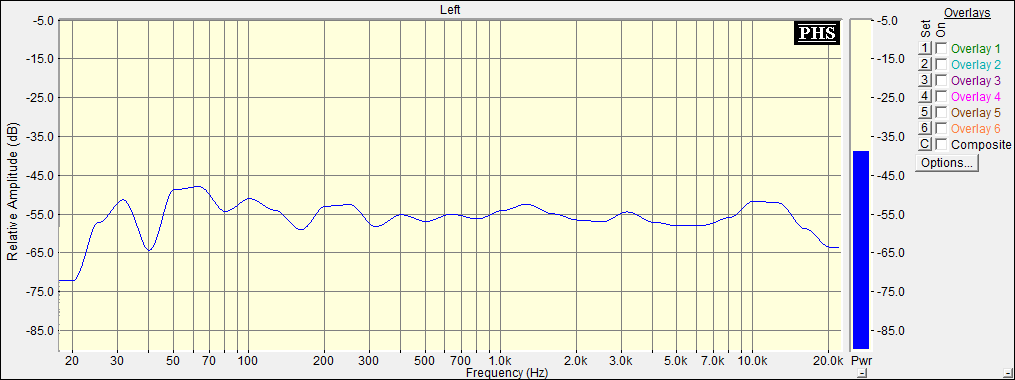 Left
Relative Amplitude (dB)
-5.0
-15.0
-25.0
-35.0
-45.0
-55.0
-65.0
-75.0
-85.0
PHS
20 30 50 70 100 200 300 500 700 1.0k 2.0k 3.0k 5.0k 7.0k 10.0k 20.0k
Frequency (Hz)
-5.0
-15.0
-25.0
-35.0
-45.0
-55.0
-65.0
-75.0
-85.0
Pwr
Overlays
Set On
1 Overlay 1
2 Overlay 2
3 Overlay 3
4 Overlay 4
5 Overlay 5
6 Overlay 6
C Composite
Options...